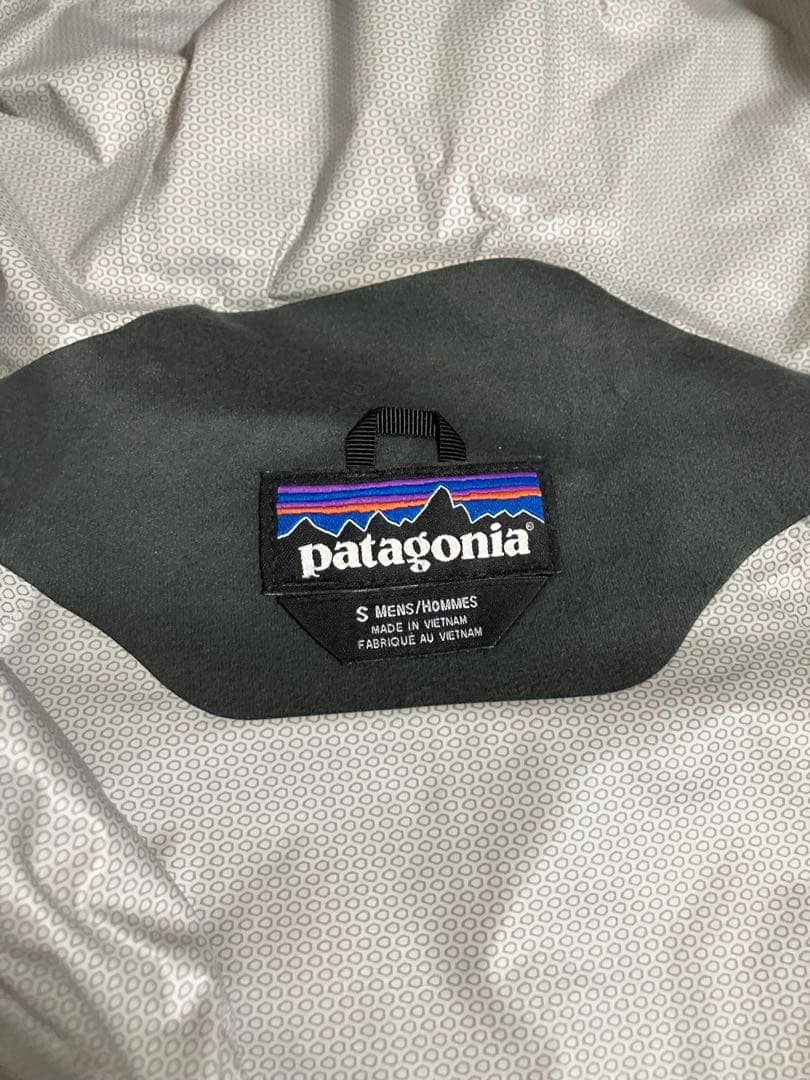 patagonia®
S MENS/HOMMES
MADE IN VIETNAM
FABRIQUÉ AU VIETNAM